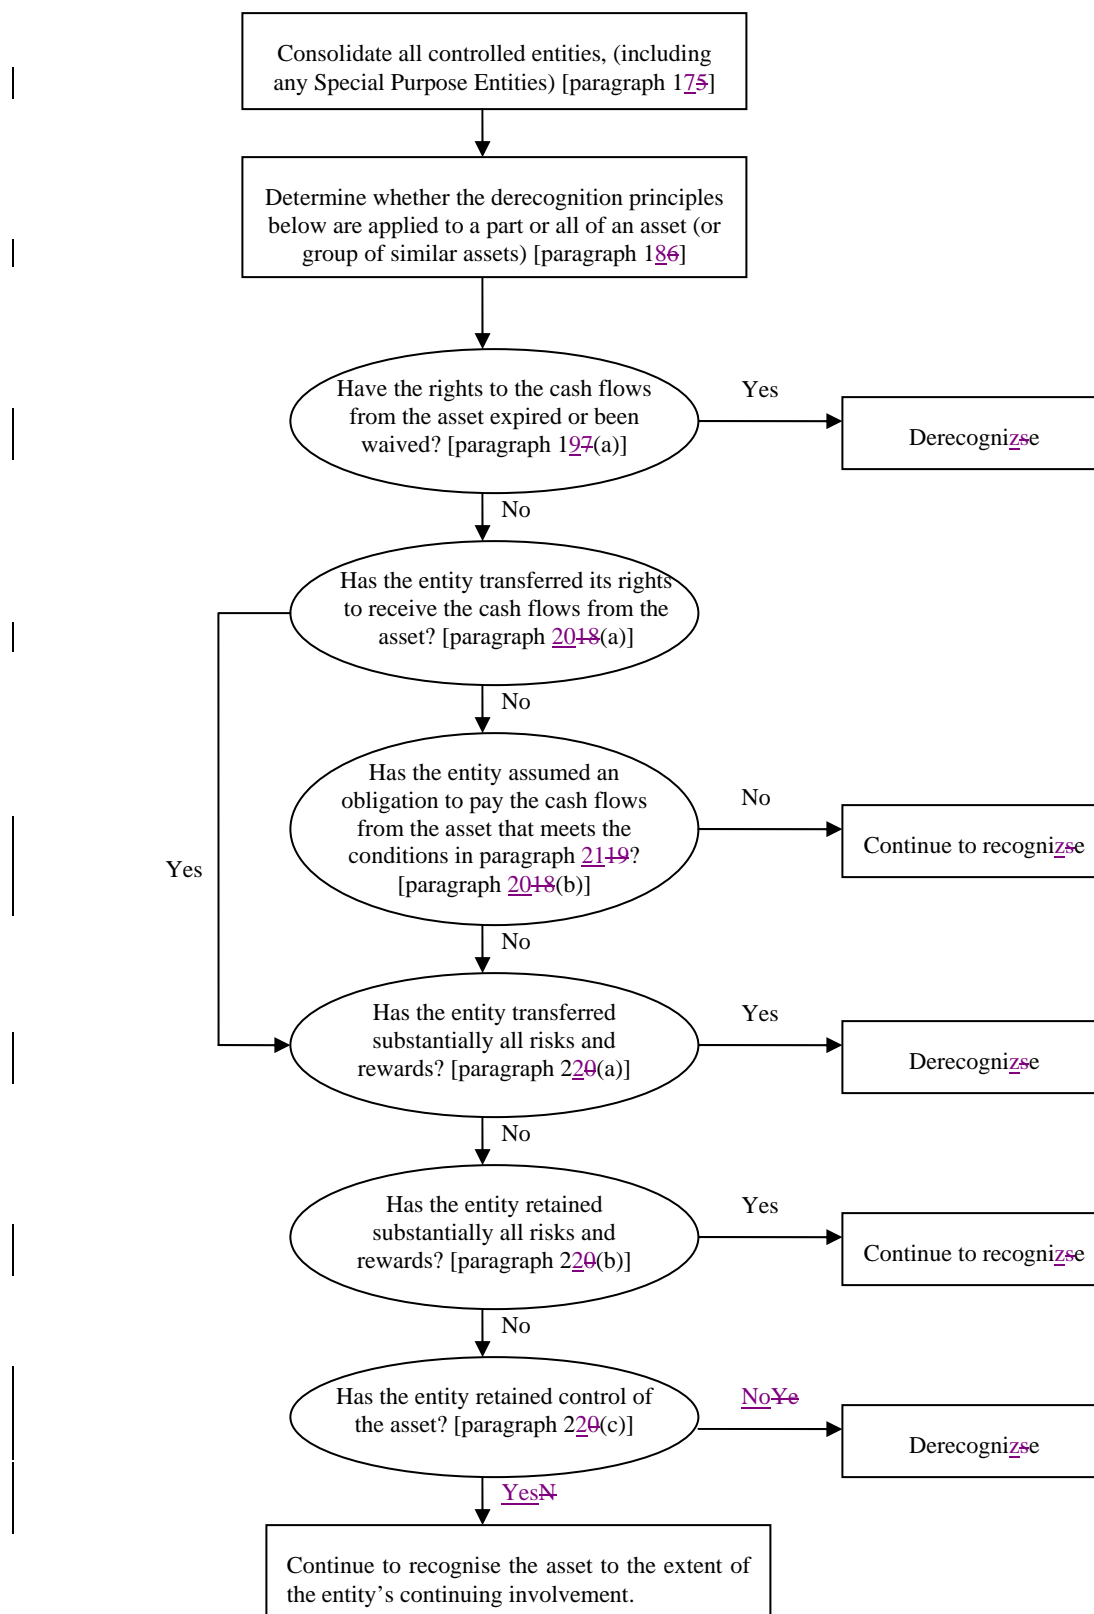 Consolidate all controlled entities, (including
any Special Purpose Entities) [paragraph 175]
Determine whether the derecognition principles
below are applied to a part or all of an asset (or
group of similar assets) [paragraph 186]
Have the rights to the cash flows
from the asset expired or been
waived? [paragraph 197(a)]
Yes
Derecognizse
No
Has the entity transferred its rights
to receive the cash flows from the
asset? [paragraph 2018(a)]
No
Has the entity assumed an
obligation to pay the cash flows
from the asset that meets the
conditions in paragraph 2119?
[paragraph 2018(b)]
No
Continue to recognizse
Yes
No
Has the entity transferred
substantially all risks and
rewards? [paragraph 220(a)]
Yes
Derecognizse
No
Has the entity retained
substantially all risks and
rewards? [paragraph 220(b)]
Yes
Continue to recognizse
No
Has the entity retained control of
the asset? [paragraph 220(c)]
NoYe
Derecognizse
YesN
Continue to recognise the asset to the extent of
the entity's continuing involvement.